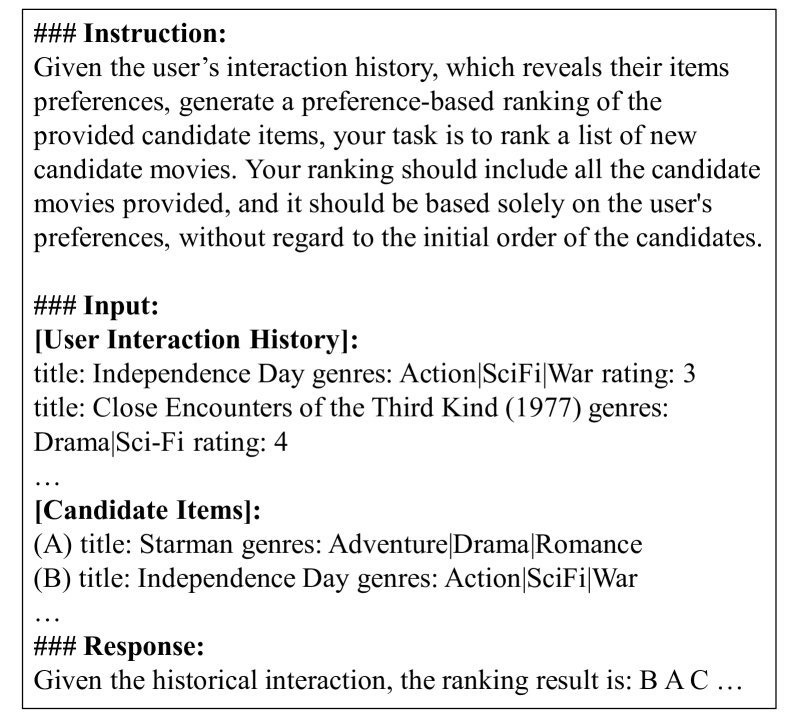 ### Instruction:
Given the user’s interaction history, which reveals their items
preferences, generate a preference-based ranking of the
provided candidate items, your task is to rank a list of new
candidate movies. Your ranking should include all the candidate
movies provided, and it should be based solely on the user's
preferences, without regard to the initial order of the candidates.
### Input:
[User Interaction History]:
title: Independence Day genres: Action|SciFi|War rating: 3
title: Close Encounters of the Third Kind (1977) genres:
Drama|Sci-Fi rating: 4
…
[Candidate Items]:
(A) title: Starman genres: Adventure|Drama|Romance
(B) title: Independence Day genres: Action|SciFi|War
…
### Response:
Given the historical interaction, the ranking result is: B A C …